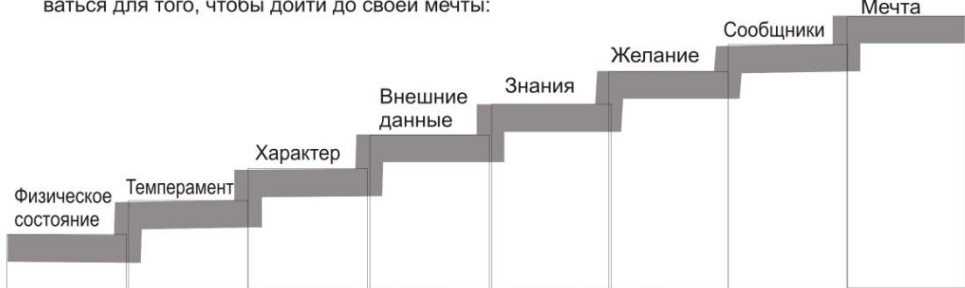 ваться для того, чтобы дойти до своей мечты:
Физическое
состояние
Темперамент
Характер
Внешние
данные
Знания
Желание
Сообщники
Мечта